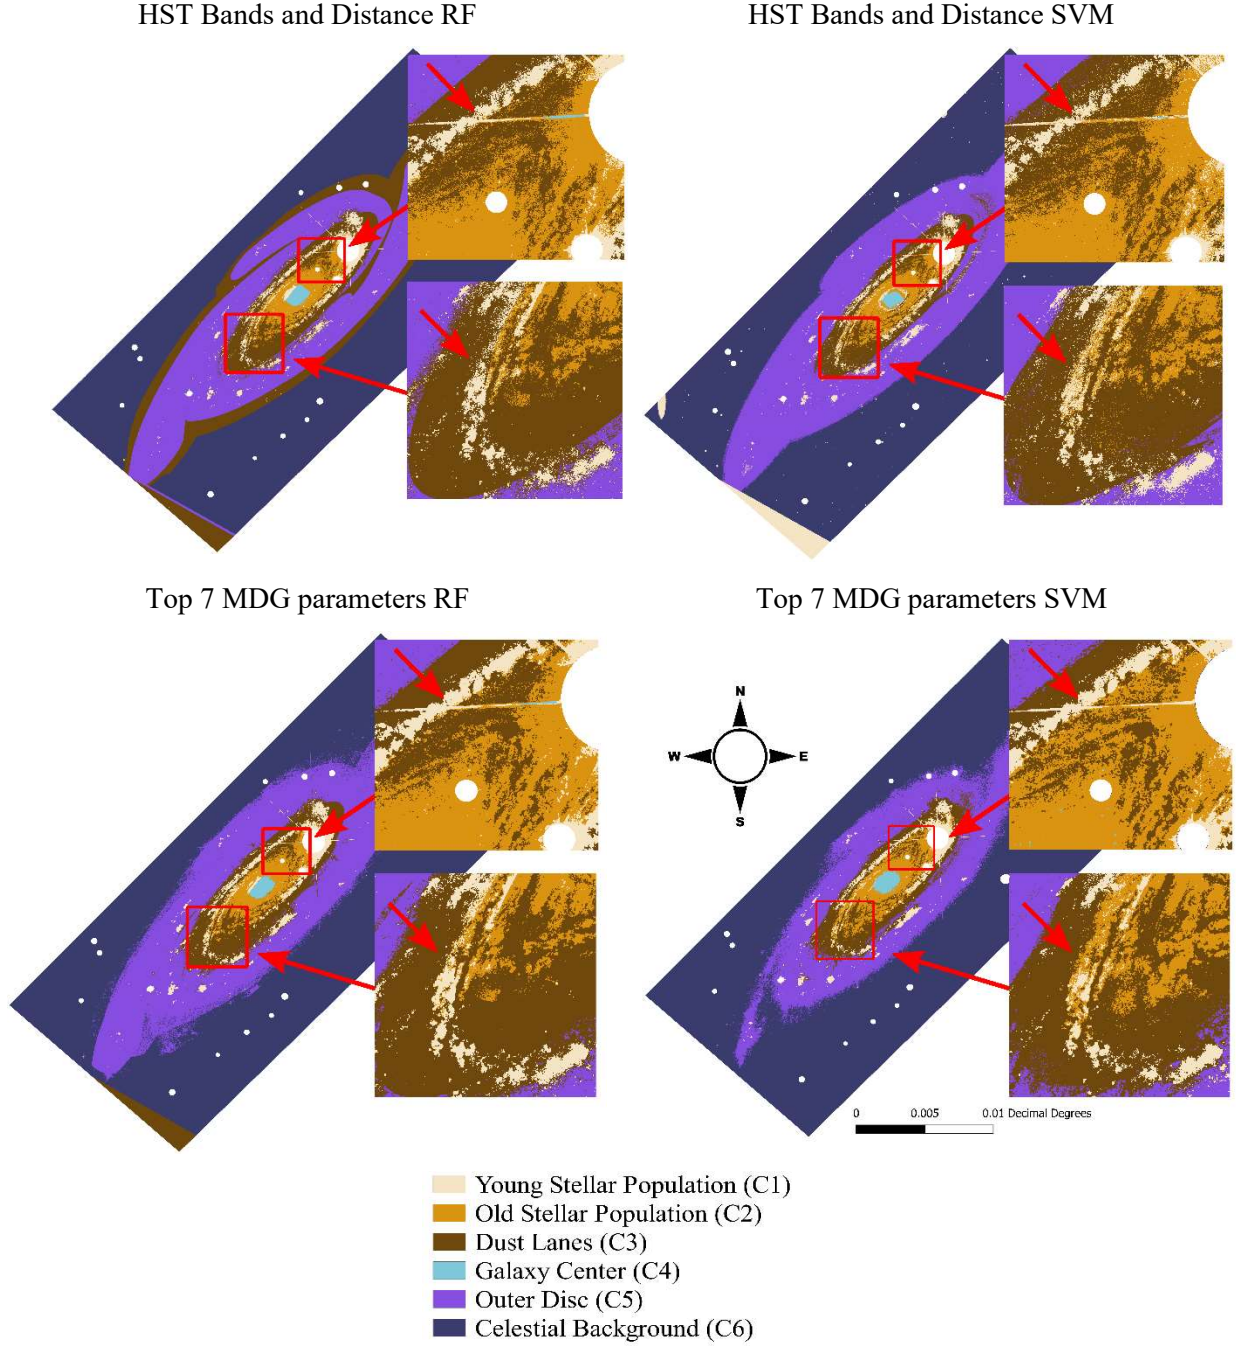 HST Bands and Distance RF
HST Bands and Distance SVM
Top 7 MDG parameters RF
Top 7 MDG parameters SVM
N
W E
S
0 0.005 0.01 Decimal Degrees
Young Stellar Population (C1)
Old Stellar Population (C2)
Dust Lanes (C3)
Galaxy Center (C4)
Outer Disc (C5)
Celestial Background (C6)